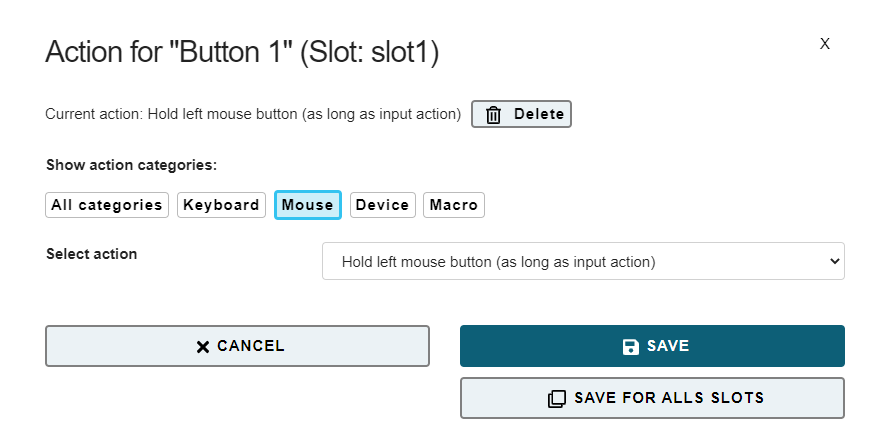 Action for "Button 1" (Slot: slot1)
X
Current action: Hold left mouse button (as long as input action)
Delete
Show action categories:
All categories Keyboard Mouse Device Macro
Select action
Hold left mouse button (as long as input action)
CANCEL
SAVE
SAVE FOR ALLS SLOTS